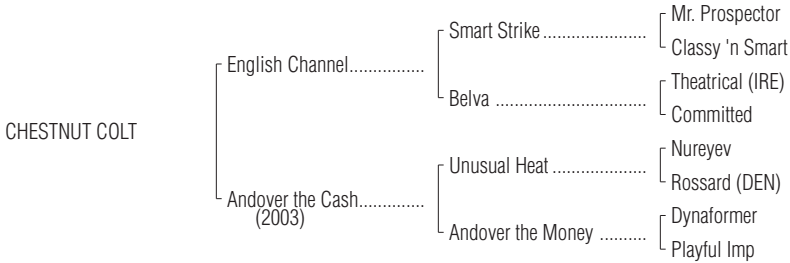 Mr. Prospector
Smart Strike......................
Classy 'n Smart
English Channel................
Theatrical (IRE)
Belva ................................
Committed
CHESTNUT COLT
Nureyev
Unusual Heat ....................
Rossard (DEN)
Andover the Cash..............
(2003)
Dynaformer
Andover the Money ..........
Playful Imp